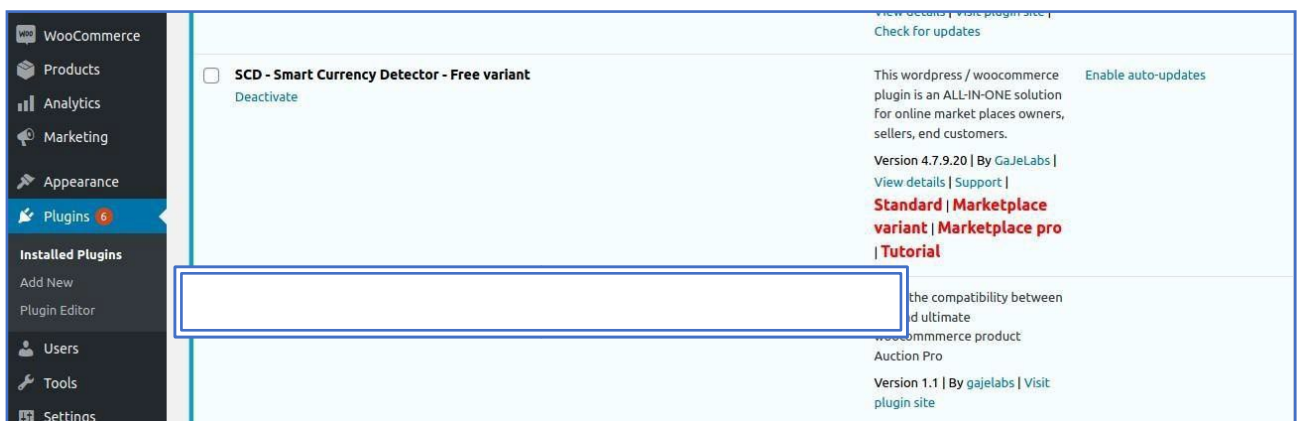 WooCommerce
Products
Analytics
Marketing
Appearance
Plugins 6
Installed Plugins
Add New
Plugin Editor
Users
Tools
Settings
View details | Visit plugin site |
Check for updates
SCD - Smart Currency Detector - Free variant
Deactivate
This wordpress / woocommerce
plugin is an ALL-IN-ONE solution
for online market places owners,
sellers, end customers.
Version 4.7.9.20 | By GaJeLabs |
View details | Support |
Standard | Marketplace
variant | Marketplace pro
| Tutorial
Enable auto-updates
the compatibility between
ultimate
woocommmerce product
Auction Pro
Version 1.1 | By gajelabs | Visit
plugin site